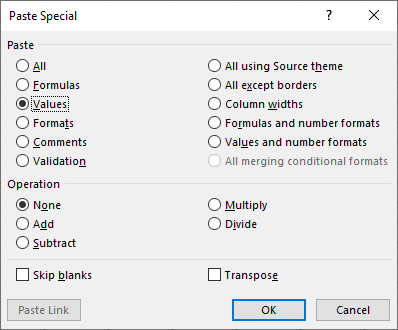 Paste Special
Paste
All
Formulas
Values
Formats
Comments
Validation
All using Source theme
All except borders
Column widths
Formulas and number formats
Values and number formats
All merging conditional formats
Operation
None
Add
Subtract
Multiply
Divide
Skip blanks
Transpose
Paste Link
OK
Cancel